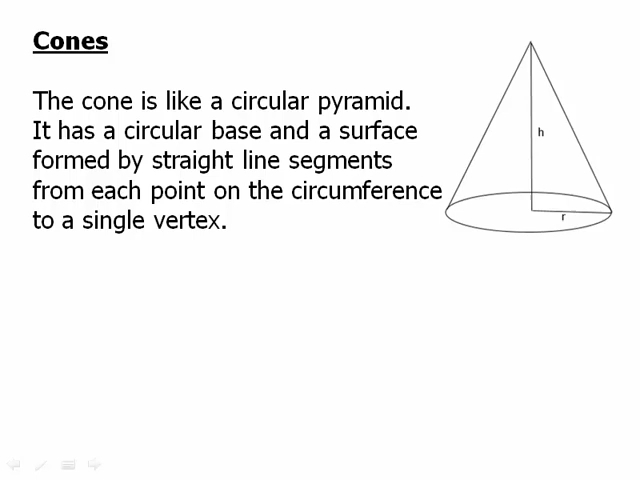 Cones
The cone is like a circular pyramid.
It has a circular base and a surface
formed by straight line segments
from each point on the circumference
to a single vertex.
h
r